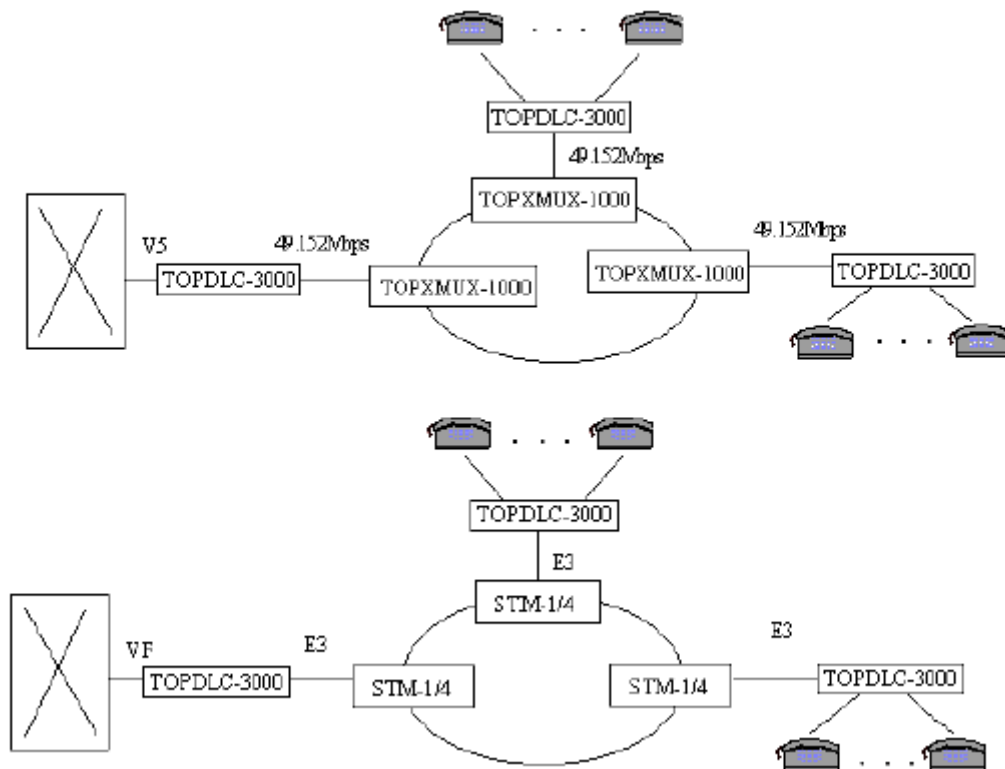 TOPDLC-3000
49.152Mbps
TOPXMUX-1000
V5
49.152Mbps
49.152Mbps
TOPDLC-3000
TOPXMUX-1000
TOPXMUX-1000
TOPDLC-3000
TOPDLC-3000
E3
STM-1/4
VF
E3
E3
TOPDLC-3000
STM-1/4
STM-1/4
TOPDLC-3000